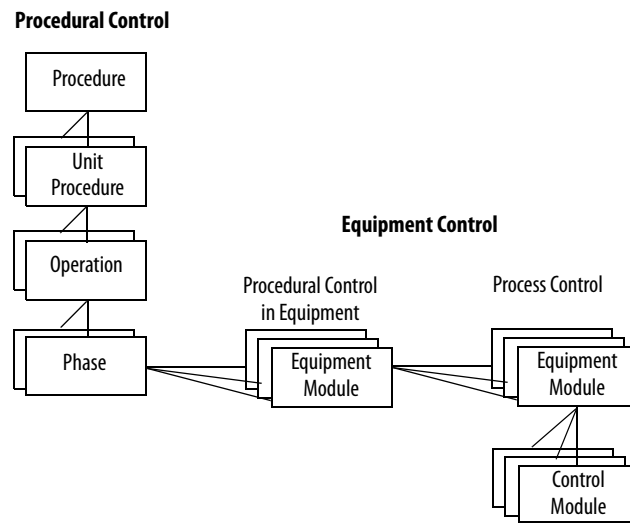 Procedural Control
Procedure
Unit
Procedure
Operation
Phase
Equipment Control
Procedural Control
in Equipment
Equipment
Module
Process Control
Equipment
Module
Control
Module